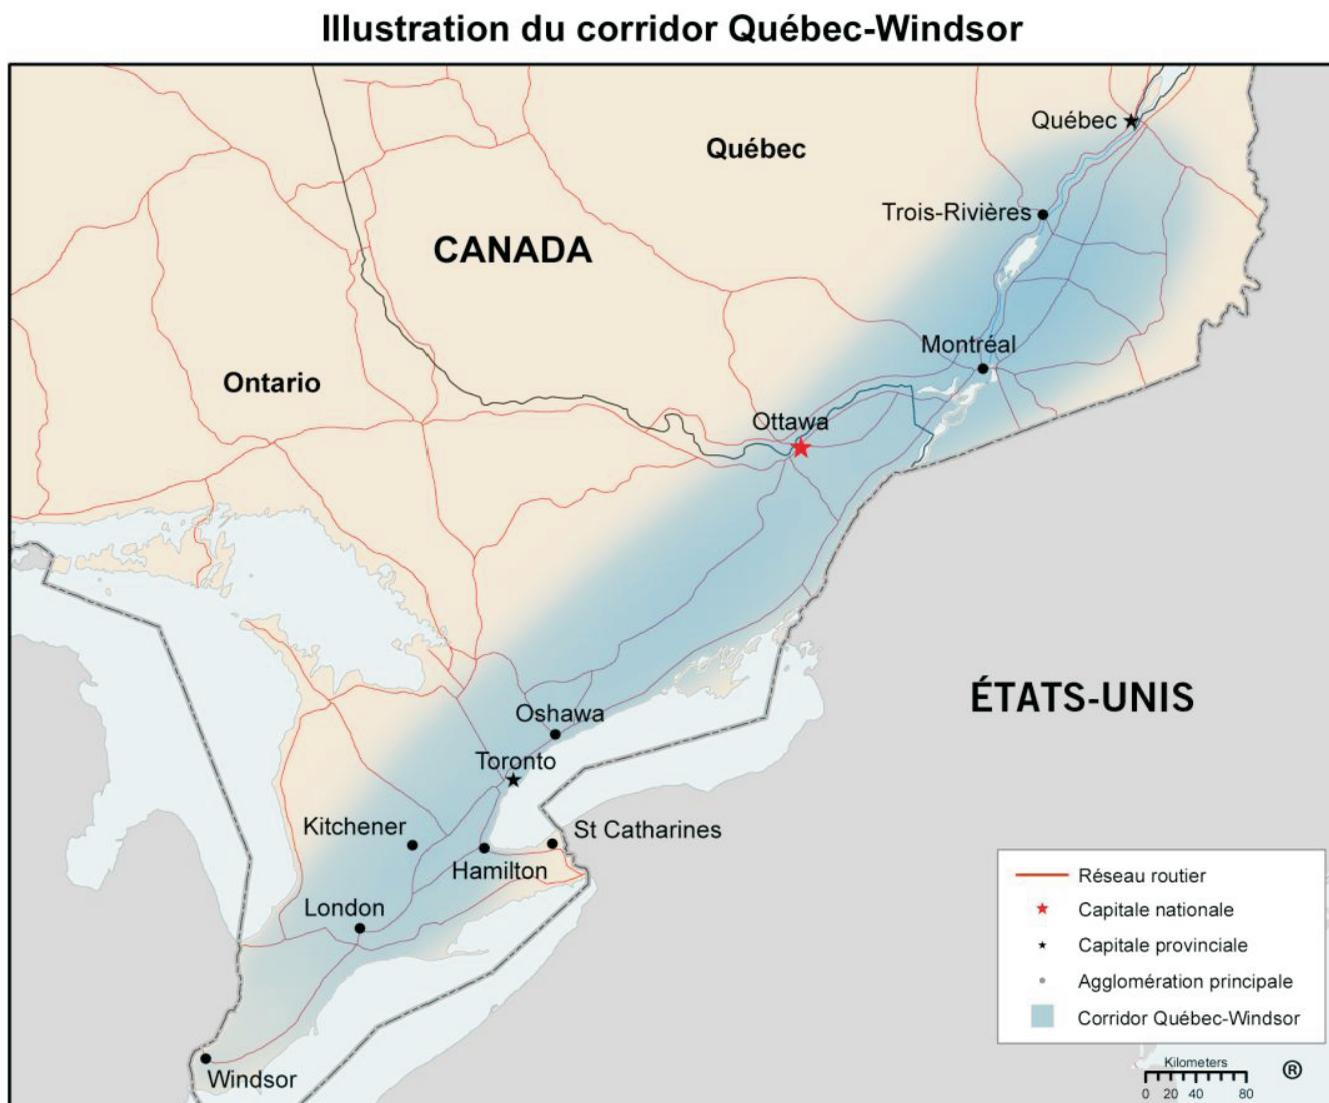 Illustration du corridor Québec-Windsor
Québec
Québec
Trois-Rivières
CANADA
Montréal
Ontario
Ottawa
ÉTATS-UNIS
Oshawa
Toronto
Kitchener
St Catharines
Hamilton
London
Windsor
Réseau routier
Capitale nationale
Capitale provinciale
Agglomération principale
Corridor Québec-Windsor
Kilometers
0 20 40 80
®